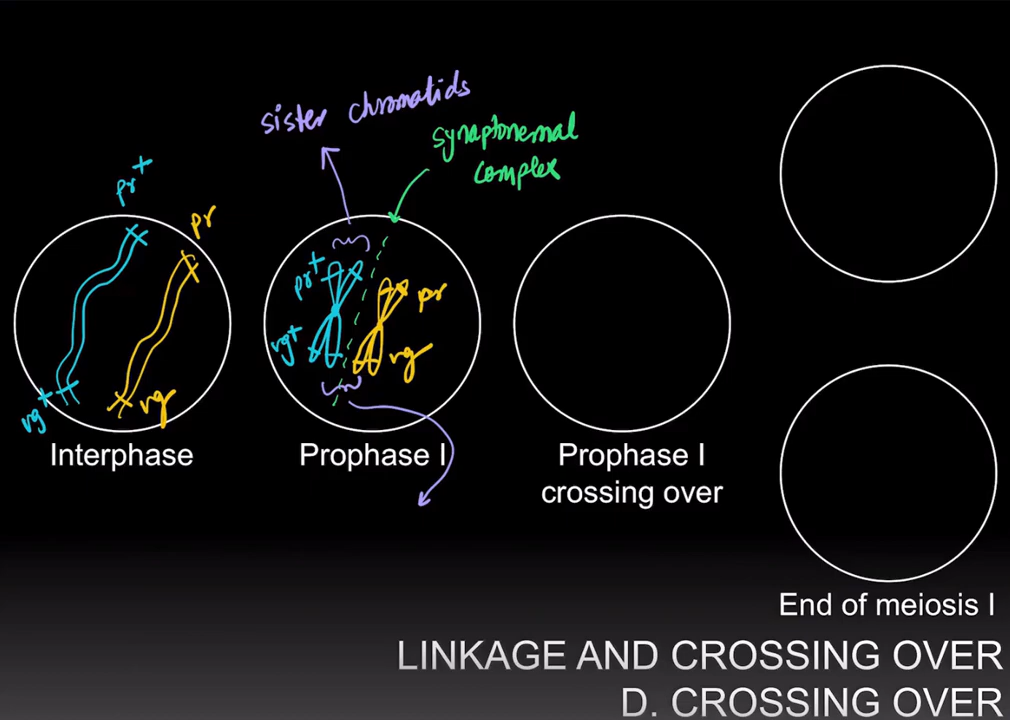 sister chromatids
synaptonemal
complex
pr+
pr
vg+
vg
pr+
pr
vg+
vg
Interphase
Prophase I
Prophase I
crossing over
End of meiosis I
LINKAGE AND CROSSING OVER
D. CROSSING OVER